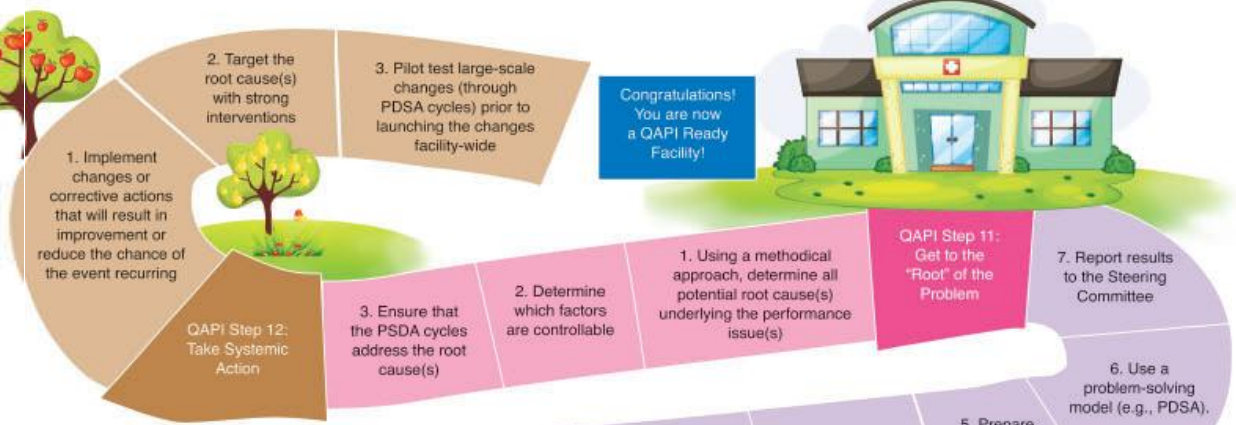 2. Target the
root cause(s)
with strong
interventions
3. Pilot test large-scale
changes (through
PDSA cycles) prior to
launching the changes
facility-wide
Congratulations!
You are now
a QAPI Ready
Facility!
1. Implement
changes or
corrective actions
that will result in
improvement or
reduce the chance of
the event recurring
QAPI Step 12:
Take Systemic
Action
3. Ensure that
the PSDA cycles
address the root
cause(s)
2. Determine
which factors
are controllable
1. Using a methodical
approach, determine all
potential root cause(s)
underlying the performance
issue(s)
QAPI Step 11:
Get to the
"Root" of the
Problem
7. Report results
to the Steering
Committee
6. Use a
problem-solving
model (e.g., PDSA).
5. Prepare